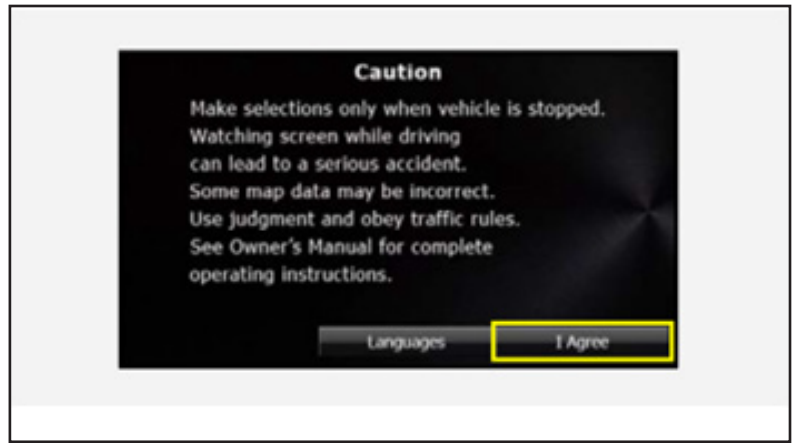 Caution
Make selections only when vehicle is stopped.
Watching screen while driving
can lead to a serious accident.
Some map data may be incorrect.
Use judgment and obey traffic rules.
See Owner's Manual for complete
operating instructions.
Languages I Agree